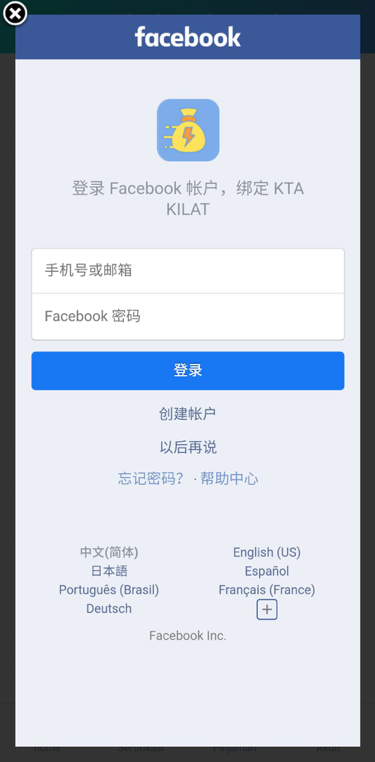 facebook
登录 Facebook 帐户，绑定 KTA
KILAT
手机号或邮箱
Facebook 密码
登录
创建帐户
以后再说
忘记密码？ · 帮助中心
中文(简体)
English (US)
日本語
Español
Português (Brasil)
Français (France)
Deutsch
Facebook Inc.